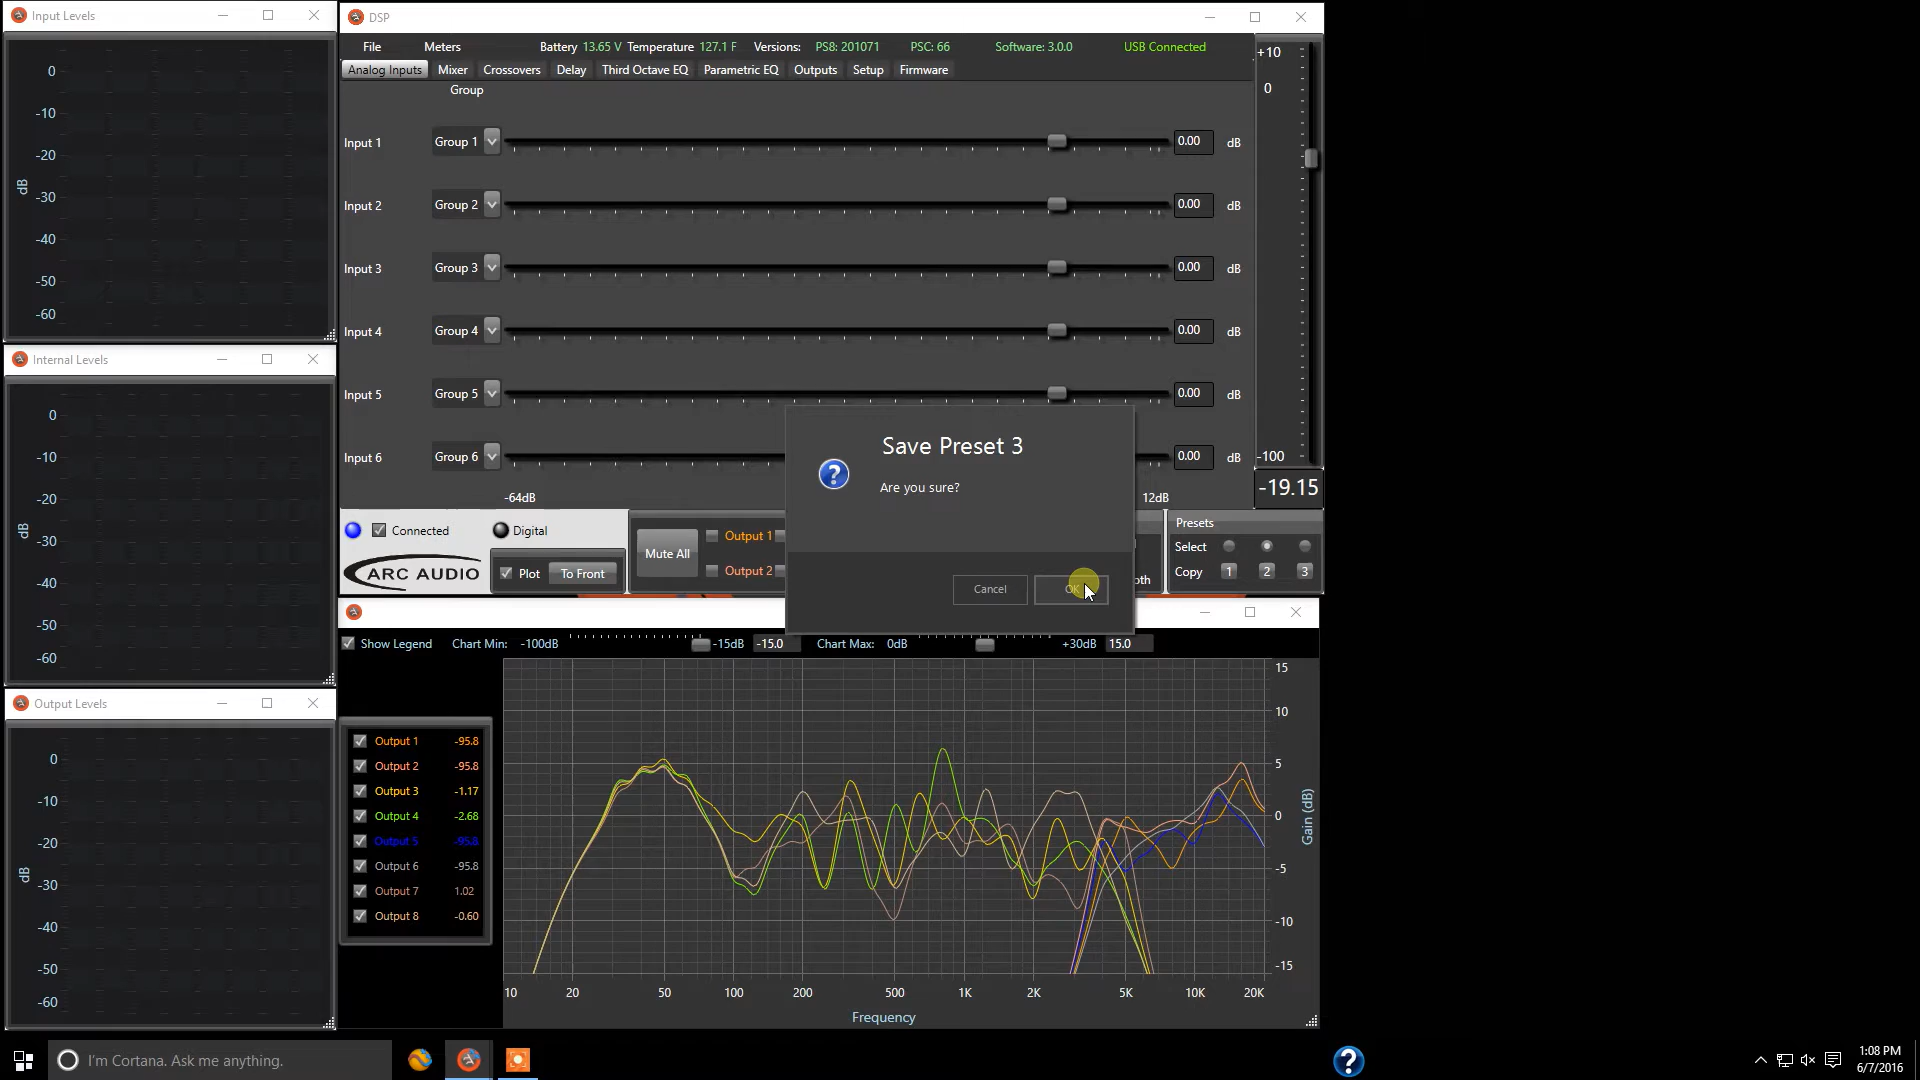 Input Levels
0
-10
-20
-30
-40
-50
-60
dB
Internal Levels
0
-10
-20
-30
-40
-50
-60
dB
Output Levels
0
-10
-20
-30
-40
-50
-60
dB
DSP
File Meters Battery 13.65 V Temperature 127.1 F Versions: PS8: 201071 PSC: 66 Software: 3.0.0 USB Connected
Analog Inputs Mixer Crossovers Delay Third Octave EQ Parametric EQ Outputs Setup Firmware
Group
Input 1 Group 1 0.00 dB
Input 2 Group 2 0.00 dB
Input 3 Group 3 0.00 dB
Input 4 Group 4 0.00 dB
Input 5 Group 5 0.00 dB
Input 6 Group 6 0.00 dB
-64dB 12dB
+10
0
-100
-19.15
Save Preset 3
Are you sure?
Cancel OK
Connected Digital
ARC AUDIO
Plot To Front
Mute All
Output 1
Output 2
oth
Presets
Select
Copy 1 2 3
Show Legend Chart Min: -100dB -15dB -15.0 Chart Max: 0dB +30dB 15.0
Output 1 -95.8
Output 2 -95.8
Output 3 -1.17
Output 4 -2.68
Output 5 -95.8
Output 6 -95.8
Output 7 1.02
Output 8 -0.60
15
10
5
0
-5
-10
-15
Gain (dB)
10 20 50 100 200 500 1K 2K 5K 10K 20K
Frequency
I'm Cortana. Ask me anything.
1:08 PM
6/7/2016